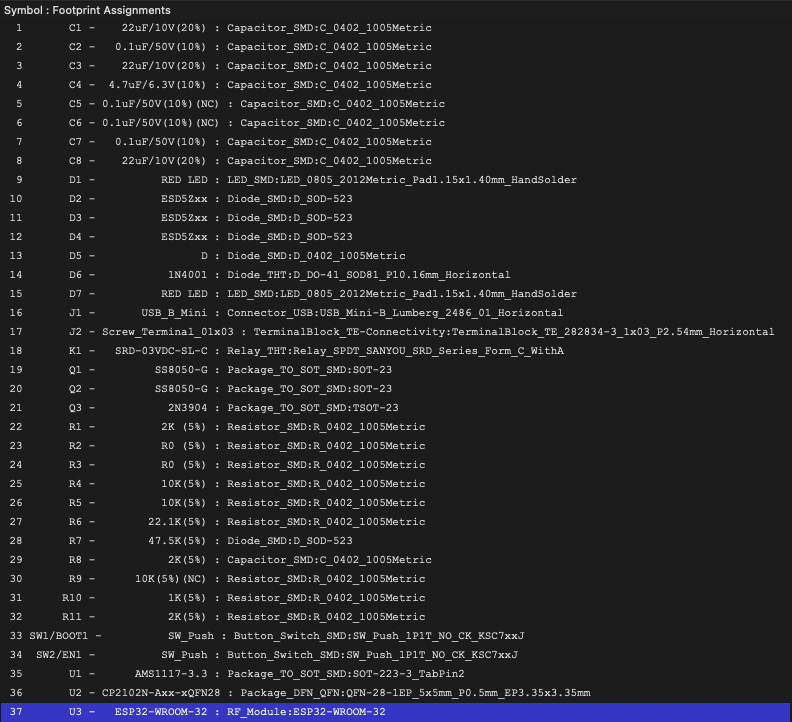 Symbol : Footprint Assignments
1 C1 - 22uF/10V(20%) : Capacitor_SMD:C_0402_1005Metric
2 C2 - 0.1uF/50V(10%) : Capacitor_SMD:C_0402_1005Metric
3 C3 - 22uF/10V(20%) : Capacitor_SMD:C_0402_1005Metric
4 C4 - 4.7uF/6.3V(10%) : Capacitor_SMD:C_0402_1005Metric
5 C5 - 0.1uF/50V(10%)(NC) : Capacitor_SMD:C_0402_1005Metric
6 C6 - 0.1uF/50V(10%)(NC) : Capacitor_SMD:C_0402_1005Metric
7 C7 - 0.1uF/50V(10%) : Capacitor_SMD:C_0402_1005Metric
8 C8 - 22uF/10V(20%) : Capacitor_SMD:C_0402_1005Metric
9 D1 - RED LED : LED_SMD:LED_0805_2012Metric_Pad1.15x1.40mm_HandSolder
10 D2 - ESD5Zxx : Diode_SMD:D_SOD-523
11 D3 - ESD5Zxx : Diode_SMD:D_SOD-523
12 D4 - ESD5Zxx : Diode_SMD:D_SOD-523
13 D5 - D : Diode_SMD:D_0402_1005Metric
14 D6 - 1N4001 : Diode_THT:D_DO-41_SOD81_P10.16mm_Horizontal
15 D7 - RED LED : LED_SMD:LED_0805_2012Metric_Pad1.15x1.40mm_HandSolder
16 J1 - USB_B_Mini : Connector_USB:USB_Mini-B_Lumberg_2486_01_Horizontal
17 J2 - Screw_Terminal_01x03 : TerminalBlock_TE-Connectivity:TerminalBlock_TE_282834-3_1x03_P2.54mm_Horizontal
18 K1 - SRD-03VDC-SL-C : Relay_THT:Relay_SPDT_SANYOU_SRD_Series_Form_C_WithA
19 Q1 - SS8050-G : Package_TO_SOT_SMD:SOT-23
20 Q2 - SS8050-G : Package_TO_SOT_SMD:SOT-23
21 Q3 - 2N3904 : Package_TO_SOT_SMD:TSOT-23
22 R1 - 2K (5%) : Resistor_SMD:R_0402_1005Metric
23 R2 - R0 (5%) : Resistor_SMD:R_0402_1005Metric
24 R3 - R0 (5%) : Resistor_SMD:R_0402_1005Metric
25 R4 - 10K(5%) : Resistor_SMD:R_0402_1005Metric
26 R5 - 10K(5%) : Resistor_SMD:R_0402_1005Metric
27 R6 - 22.1K(5%) : Resistor_SMD:R_0402_1005Metric
28 R7 - 47.5K(5%) : Diode_SMD:D_SOD-523
29 R8 - 2K(5%) : Capacitor_SMD:C_0402_1005Metric
30 R9 - 10K(5%)(NC) : Resistor_SMD:R_0402_1005Metric
31 R10 - 1K(5%) : Resistor_SMD:R_0402_1005Metric
32 R11 - 2K(5%) : Resistor_SMD:R_0402_1005Metric
33 SW1/BOOT1 - SW_Push : Button_Switch_SMD:SW_Push_1P1T_NO_CK_KSC7xxJ
34 SW2/EN1 - SW_Push : Button_Switch_SMD:SW_Push_1P1T_NO_CK_KSC7xxJ
35 U1 - AMS1117-3.3 : Package_TO_SOT_SMD:SOT-223-3_TabPin2
36 U2 - CP2102N-Axx-xQFN28 : Package_DFN_QFN:QFN-28-1EP_5x5mm_P0.5mm_EP3.35x3.35mm
37 U3 - ESP32-WROOM-32 : RF_Module:ESP32-WROOM-32